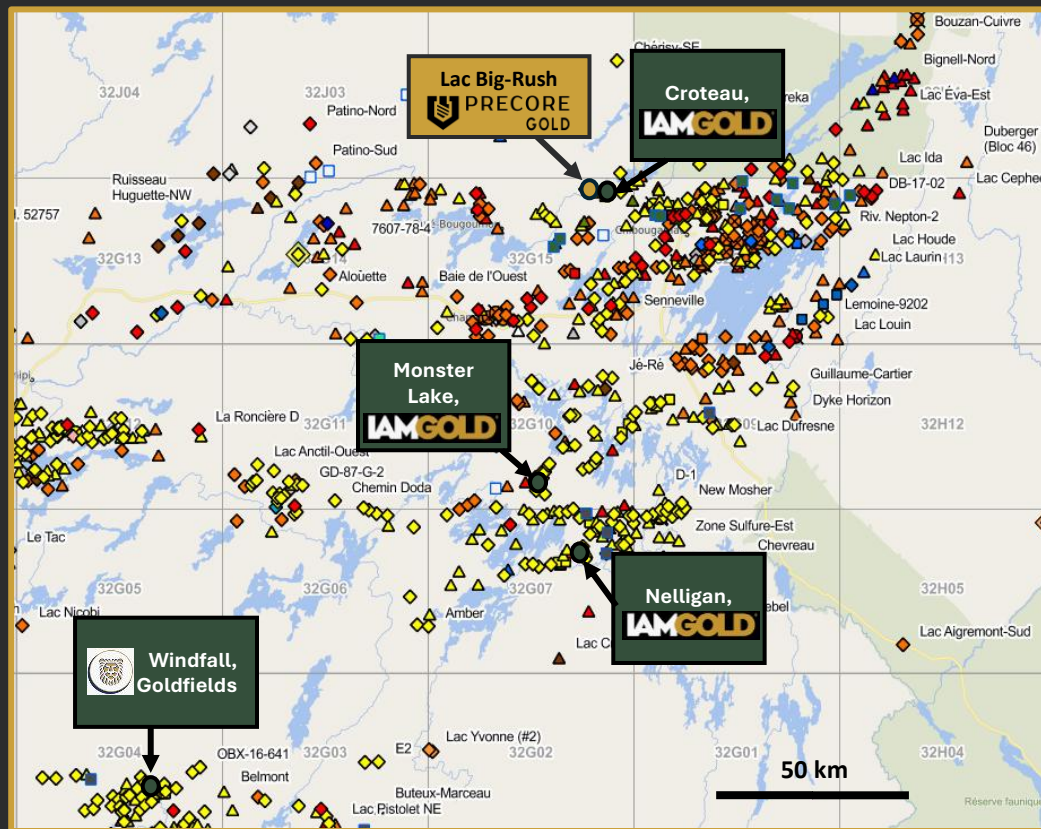 Bouzan-Cuivre
Chérisy-SE
Bignell-Nord
Lac Big-Rush
PRECORE
GOLD
Croteau,
IAMGOLD
32J04
32J03
Patino-Nord
Lac Éva-Est
Duberger
(Bloc 46)
Patino-Sud
Lac Ida
Ruisseau
Huguette-NW
DB-17-02
7607-78-4
Riv. Nepton-2
Lac Houde
Lac Laurin
32G13
32G14
32G15
Alouette
Baie de l'Ouest
Senneville
Lemoine-9202
Lac Louin
Monster
Lake,
IAMGOLD
Jé-Ré
Guillaume-Cartier
Dyke Horizon
La Roncière D
32G11
32G10
Lac Dufresne
32H12
Lac Anctil-Ouest
GD-87-G-2
Chemin Doda
D-1
New Mosher
Zone Sulfure-Est
Chevreau
Le Tac
32G05
32G06
32G07
32H05
Nelligan,
IAMGOLD
Lac Nicobi
Amber
Lac Aigremont-Sud
Windfall,
Goldfields
32G04
OBX-16-641
32G03
E2
Lac Yvonne (#2)
32G02
32G01
32H04
Belmont
50 km
Buteux-Marceau
Lac Pistolet NE